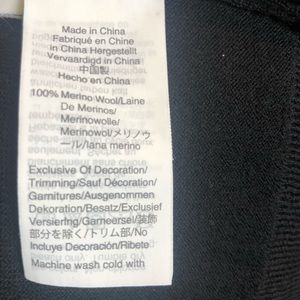 Made in China
Fabriqué en Chine
in China Hergestellt
Vervaardigd in China
中国製
Hecho en China
100% Merino Wool/Laine
De Merinos/
Merinowolle/
Merinowol/メリノウ
ール/lana merino
Exclusive Of Decoration/
Trimming/Sauf Décoration/
Garnitures/Ausgenommen
Dekoration/Besatz/Exclusief
Versiering/Garneersel/装飾
部分を除く/トリム部/No
Incluye Decoración/Ribete
Machine wash cold with